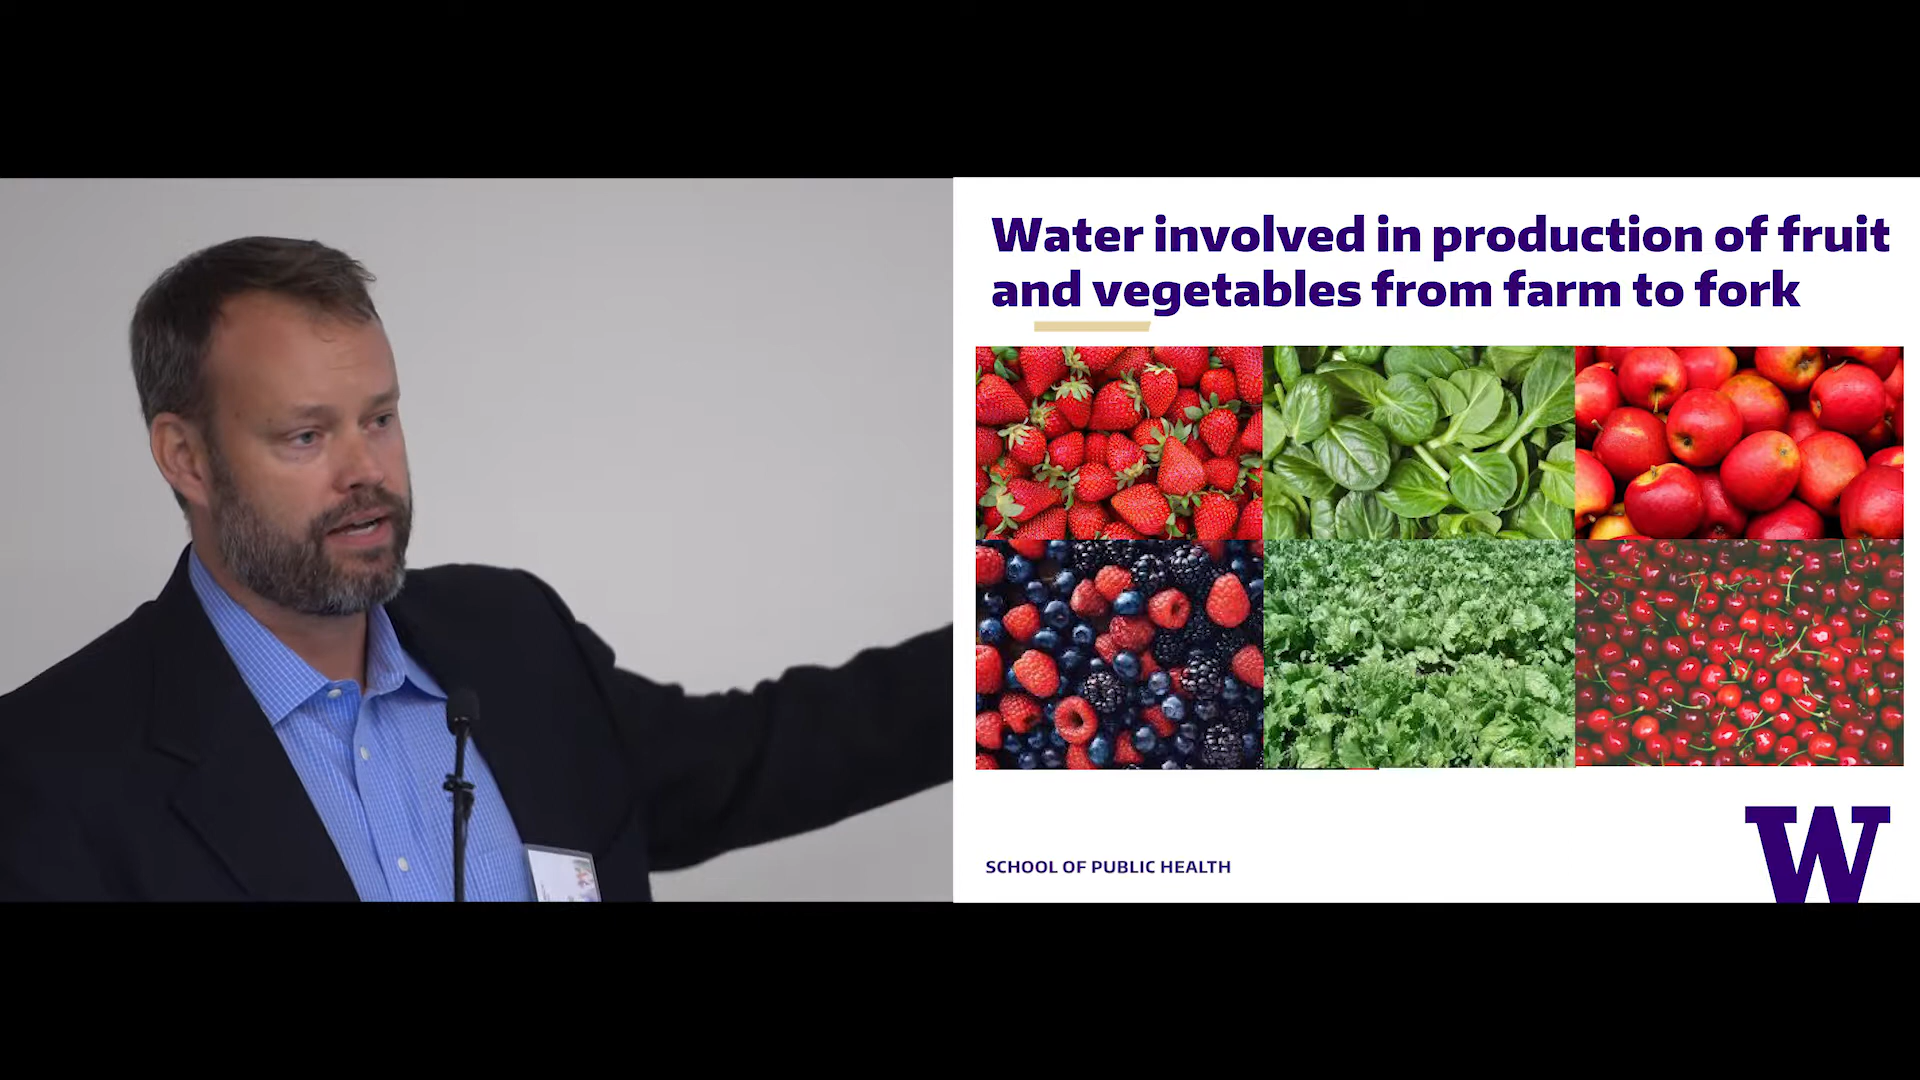 Water involved in production of fruit
and vegetables from farm to fork
SCHOOL OF PUBLIC HEALTH
W